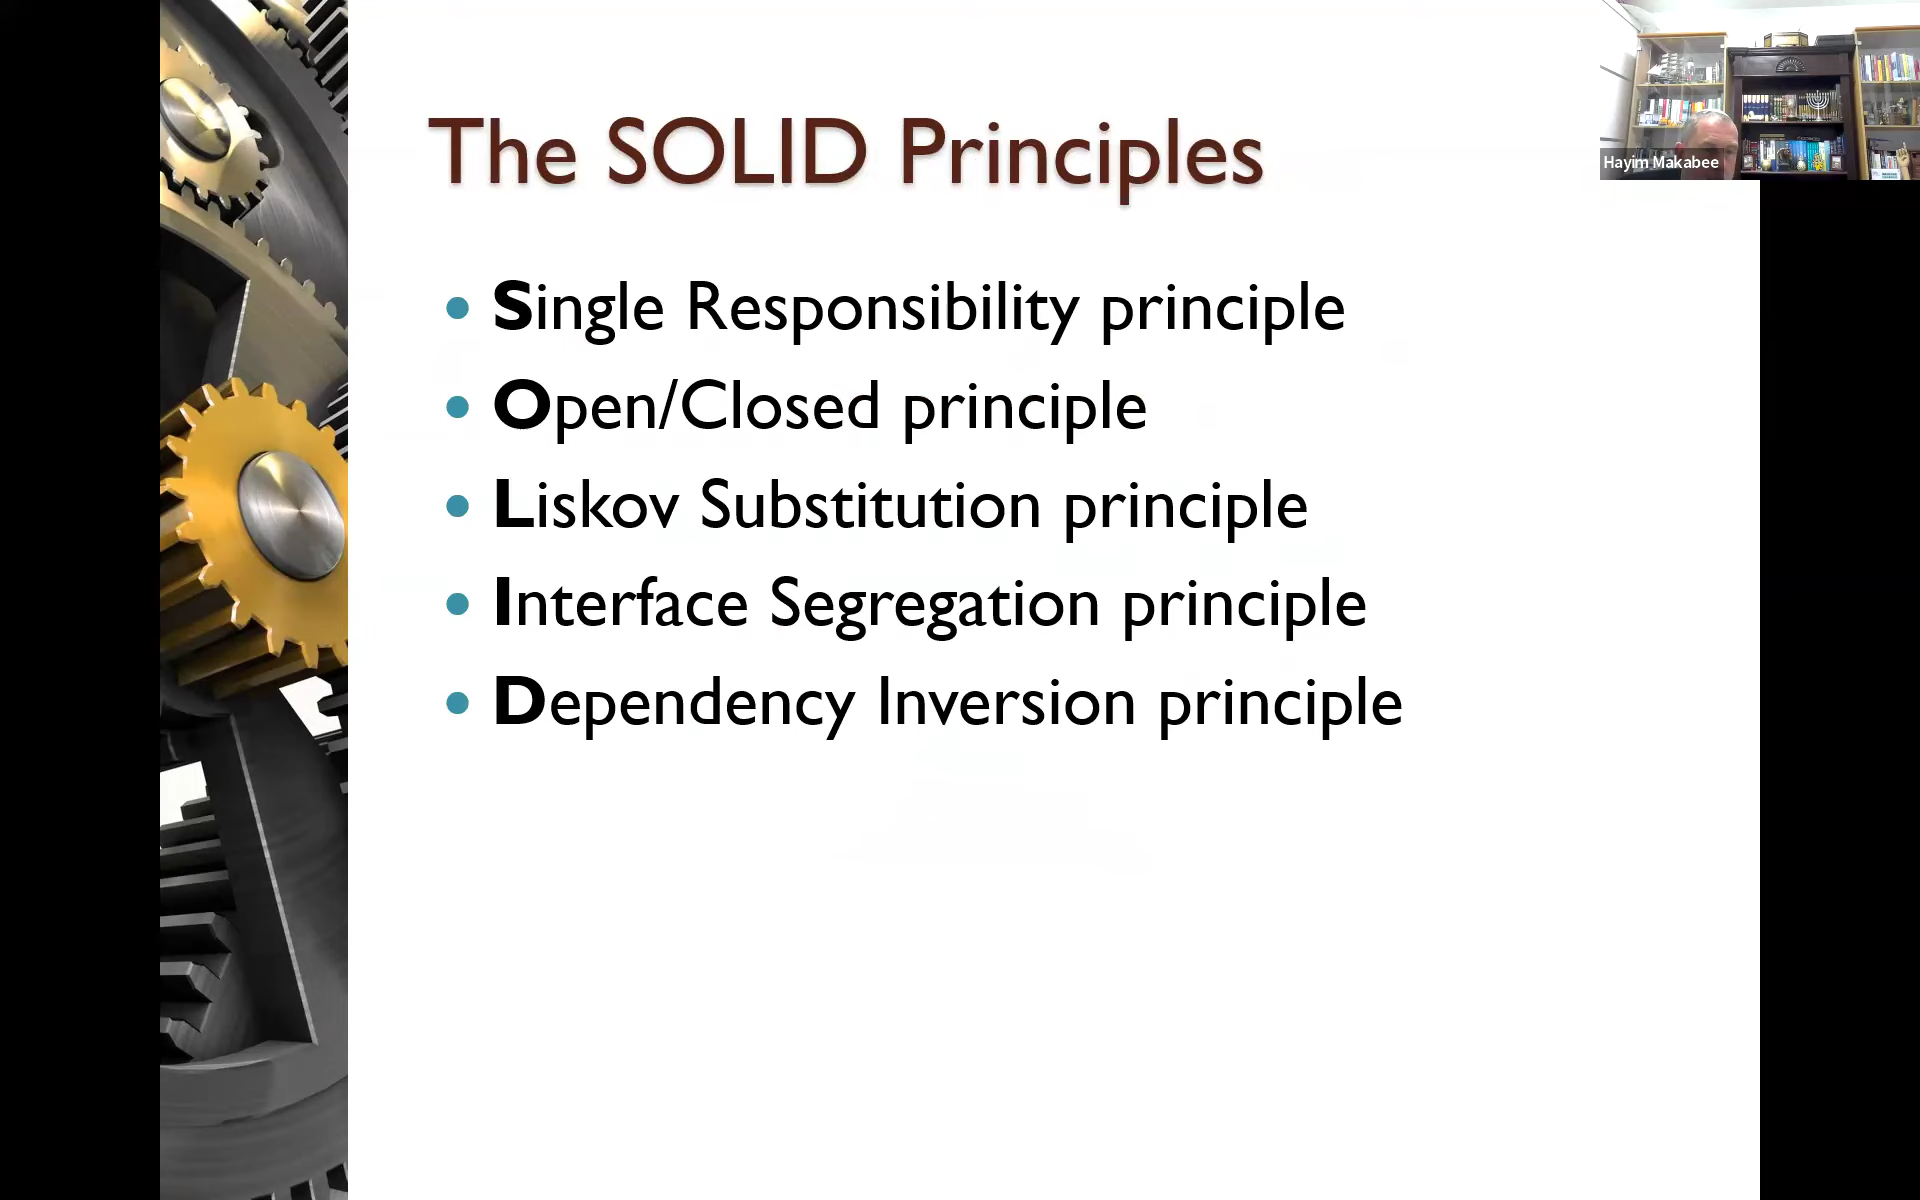 The SOLID Principles
Hayim Makabee
• Single Responsibility principle
• Open/Closed principle
• Liskov Substitution principle
• Interface Segregation principle
• Dependency Inversion principle